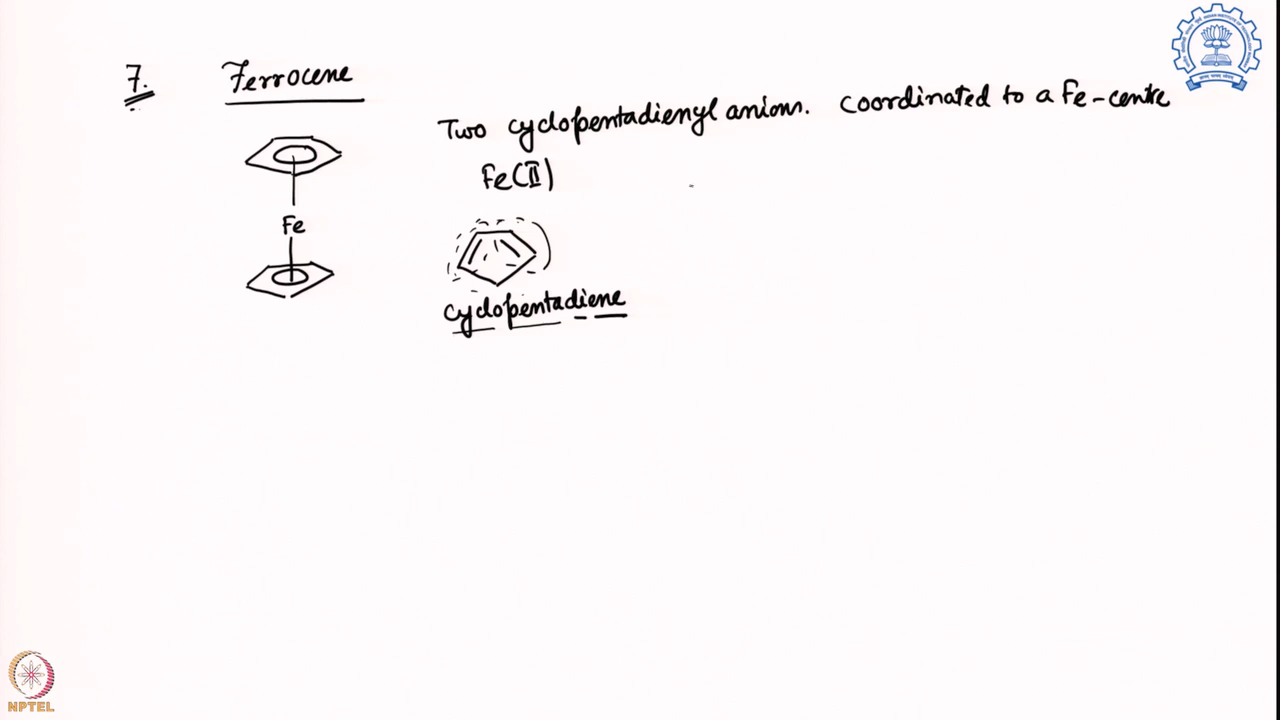 7. Ferrocene
Two cyclopentadienyl anions. coordinated to a Fe-centre
Fe(II)
Fe
cyclopentadiene
NPTEL